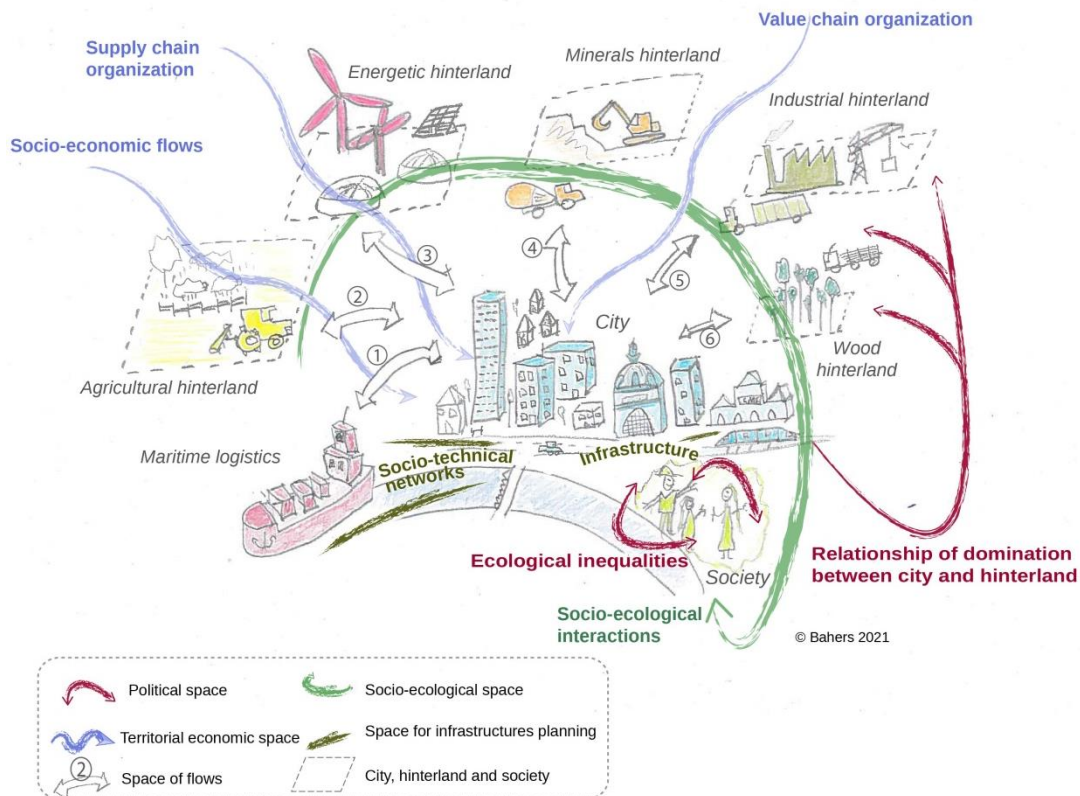 Value chain organization
Supply chain
organization
Energetic hinterland
Minerals hinterland
Industrial hinterland
Socio-economic flows
③
④
⑤
②
①
⑥
City
Wood
hinterland
Agricultural hinterland
Maritime logistics
Socio-technical
networks
Infrastructure
Ecological inequalities
Society
Relationship of domination
between city and hinterland
Socio-ecological
interactions
© Bahers 2021
Political space
Socio-ecological space
Territorial economic space
Space for infrastructures planning
②
Space of flows
City, hinterland and society